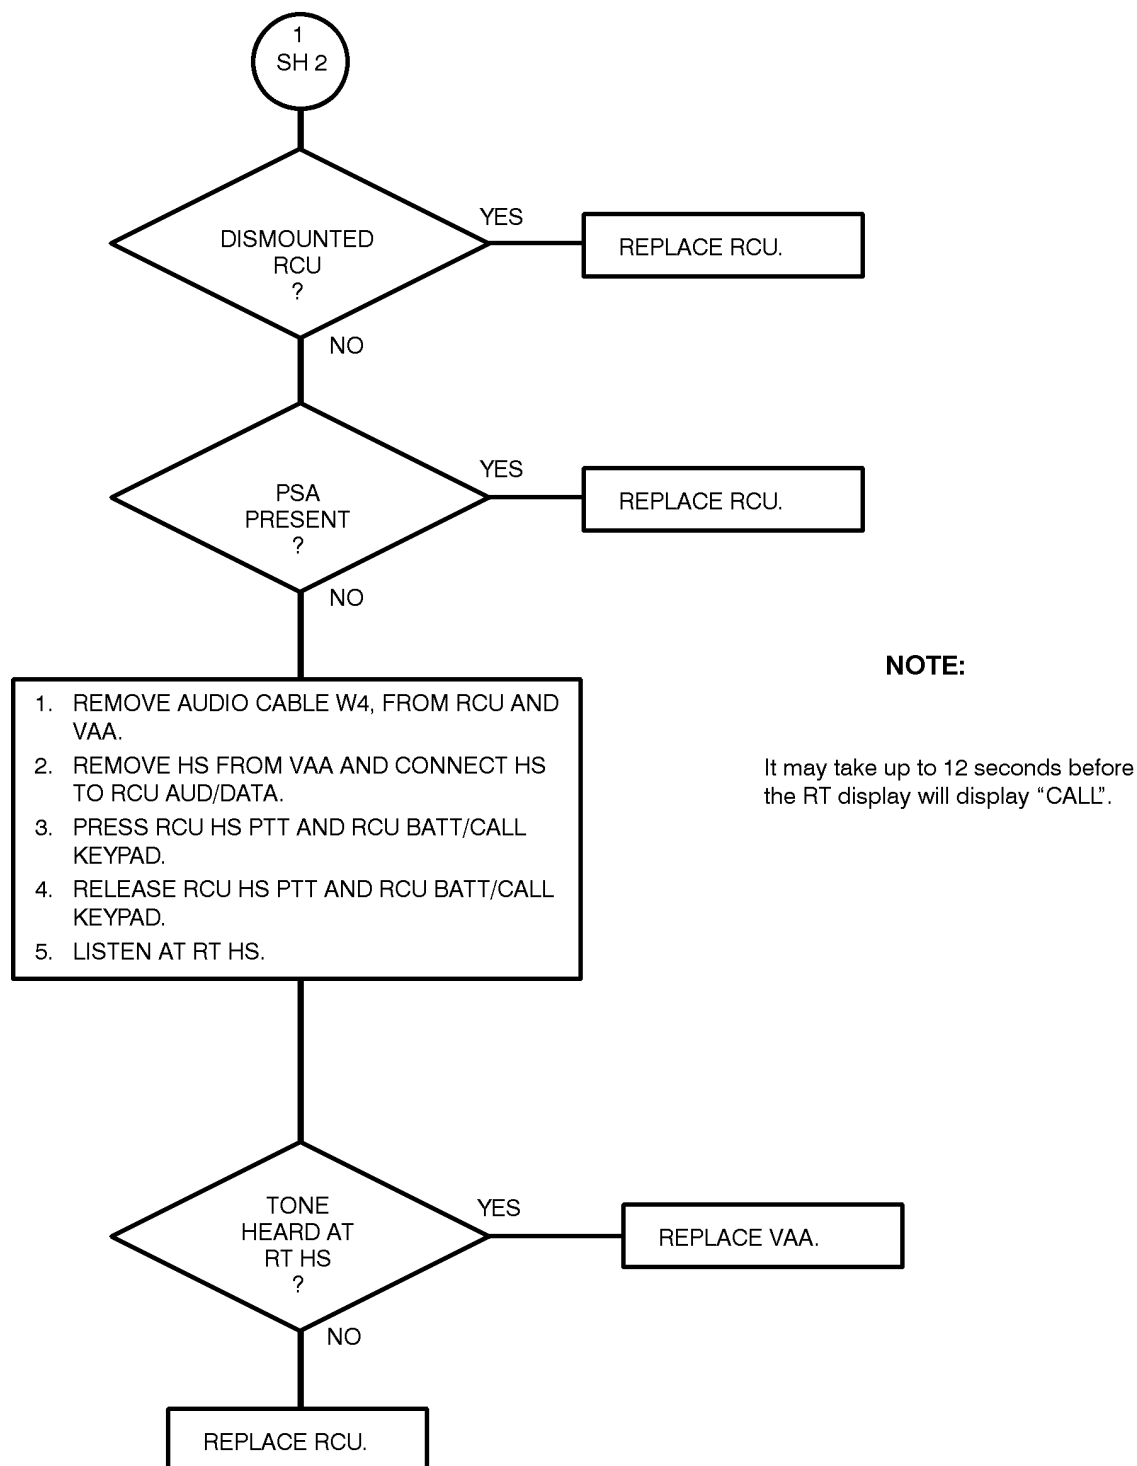 1
SH 2
DISMOUNTED
RCU
?
YES
REPLACE RCU.
NO
PSA
PRESENT
?
YES
REPLACE RCU.
NO
NOTE:
It may take up to 12 seconds before
the RT display will display “CALL”.
1. REMOVE AUDIO CABLE W4, FROM RCU AND
VAA.
2. REMOVE HS FROM VAA AND CONNECT HS
TO RCU AUD/DATA.
3. PRESS RCU HS PTT AND RCU BATT/CALL
KEYPAD.
4. RELEASE RCU HS PTT AND RCU BATT/CALL
KEYPAD.
5. LISTEN AT RT HS.
TONE
HEARD AT
RT HS
?
YES
REPLACE VAA.
NO
REPLACE RCU.